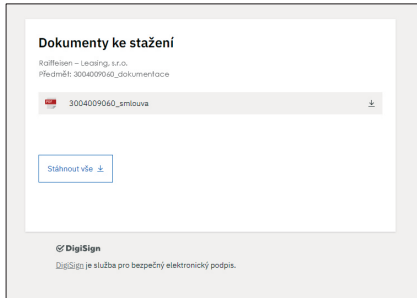 Dokumenty ke stažení
Raiffeisen – Leasing, s.r.o.
Předmět: 3004009060_dokumentace
3004009060_smlouva
Stáhnout vše
DigiSign
DigiSign je služba pro bezpečný elektronický podpis.